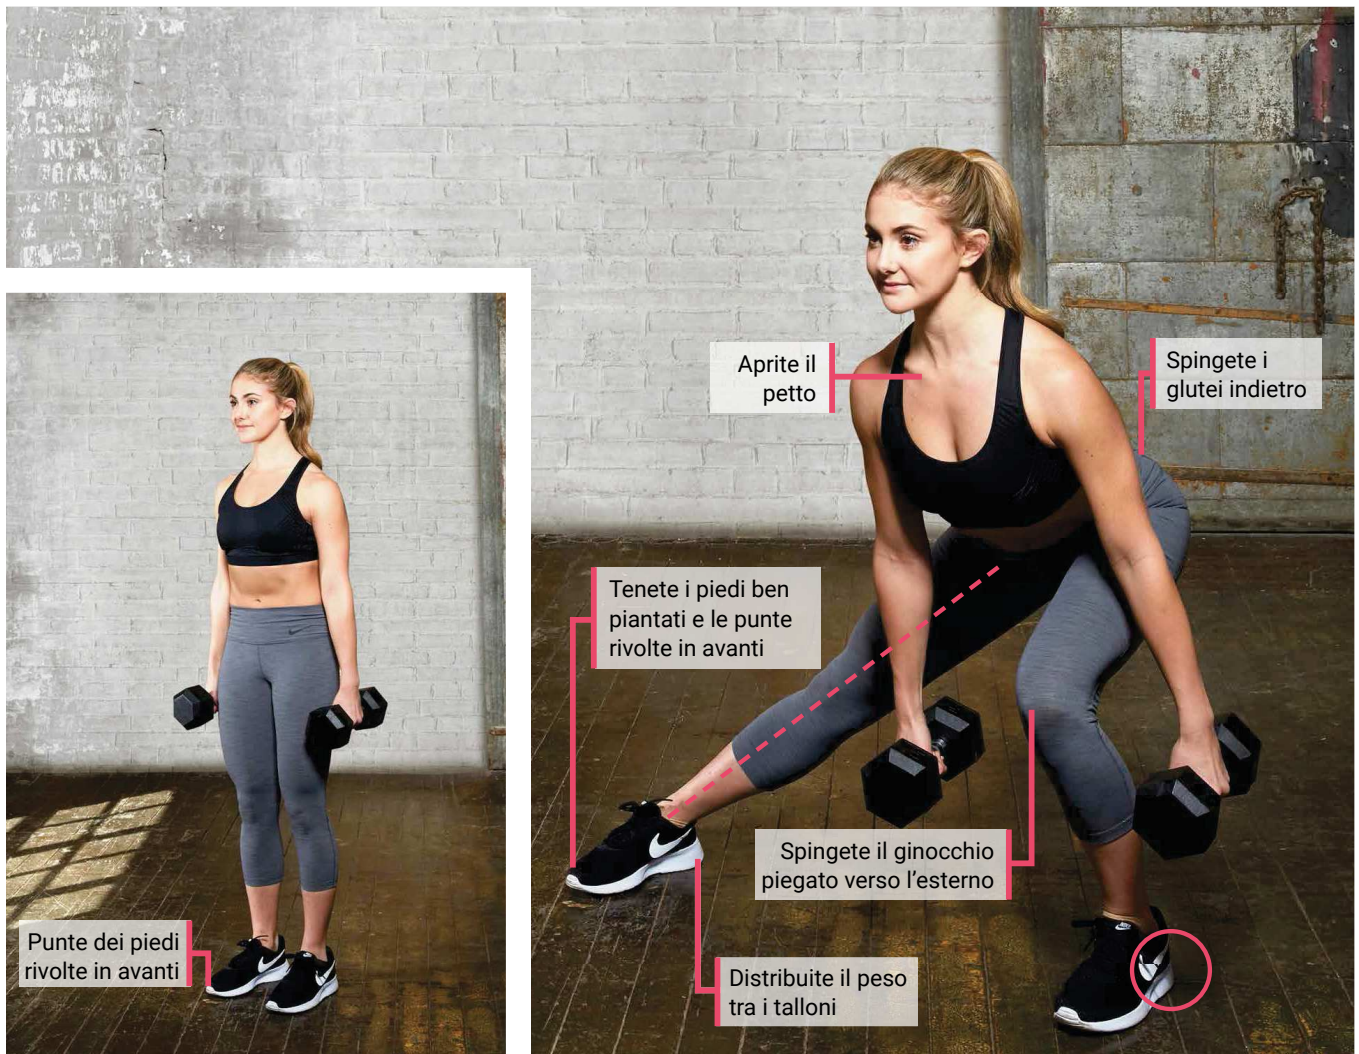 Aprite il
petto
Spingete i
glutei indietro
Tenete i piedi ben
piantati e le punte
rivolte in avanti
Spingete il ginocchio
piegato verso l’esterno
Punte dei piedi
rivolte in avanti
Distribuite il peso
tra i talloni